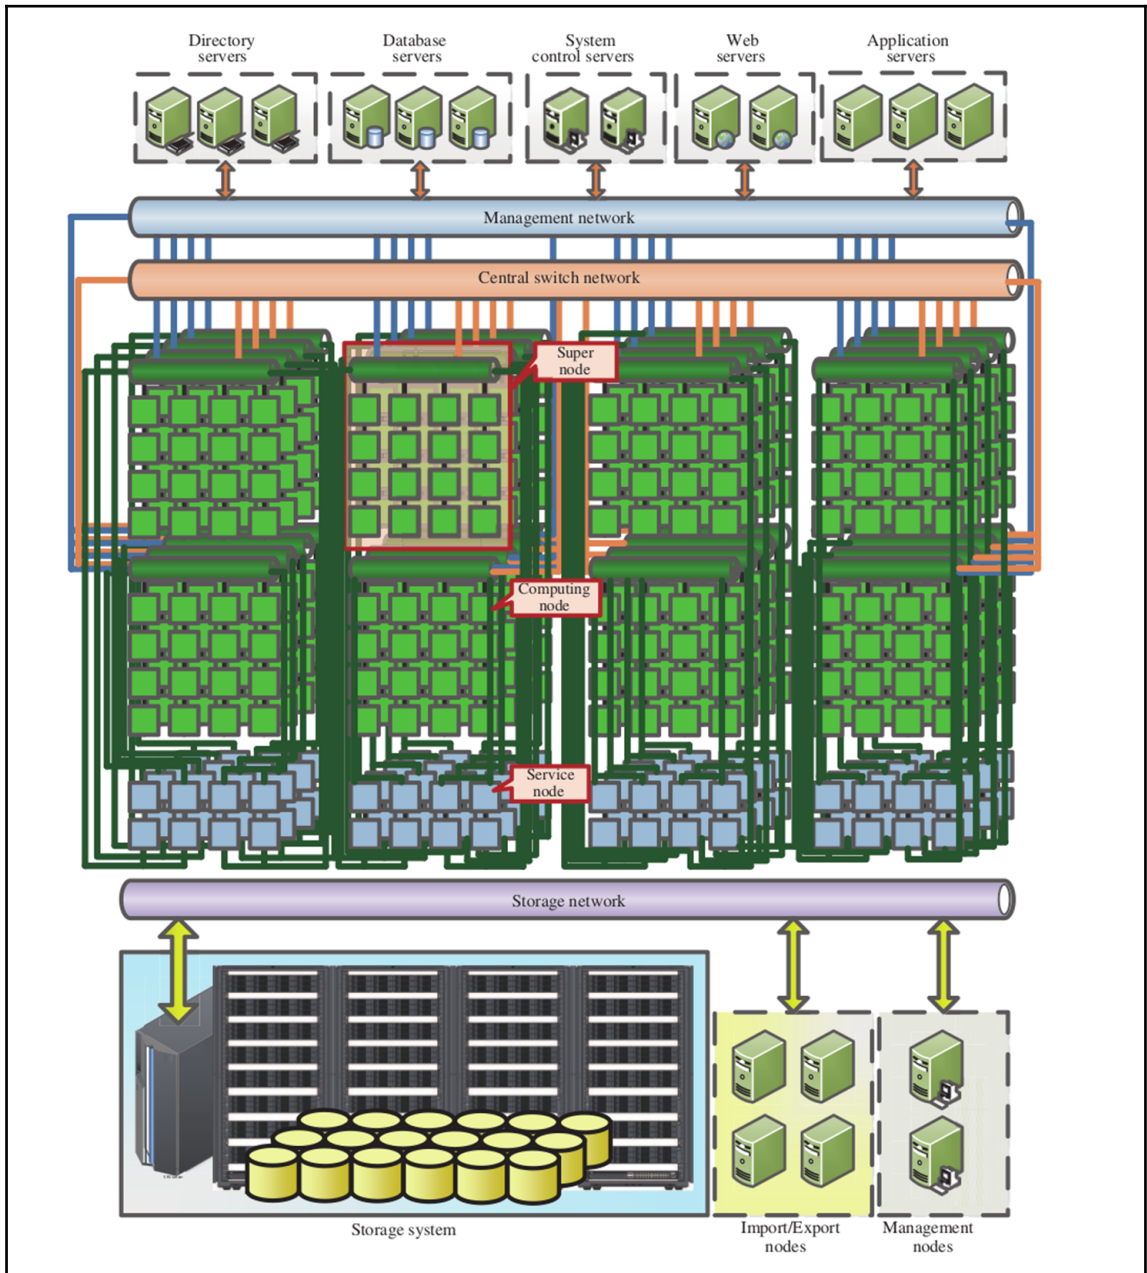 Directory
servers
Database
servers
System
control servers
Web
servers
Application
servers
Management network
Central switch network
Super
node
Computing
node
Service
node
Storage network
Storage system
Import/Export
nodes
Management
nodes